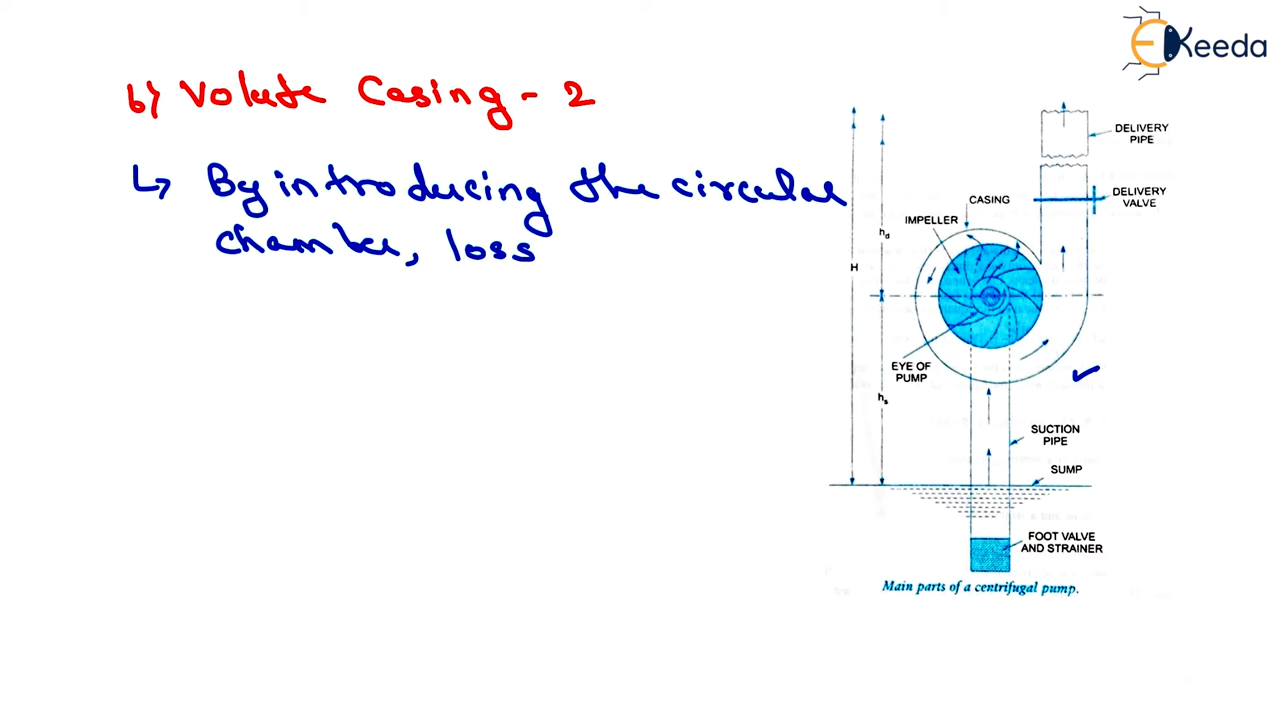 EKeeda
b) Volute Casing - 2
↳ By introducing the circular
chamber, loss
DELIVERY
PIPE
DELIVERY
VALVE
CASING
IMPELLER
hd
H
EYE OF
PUMP
hs
SUCTION
PIPE
SUMP
FOOT VALVE
AND STRAINER
Main parts of a centrifugal pump.